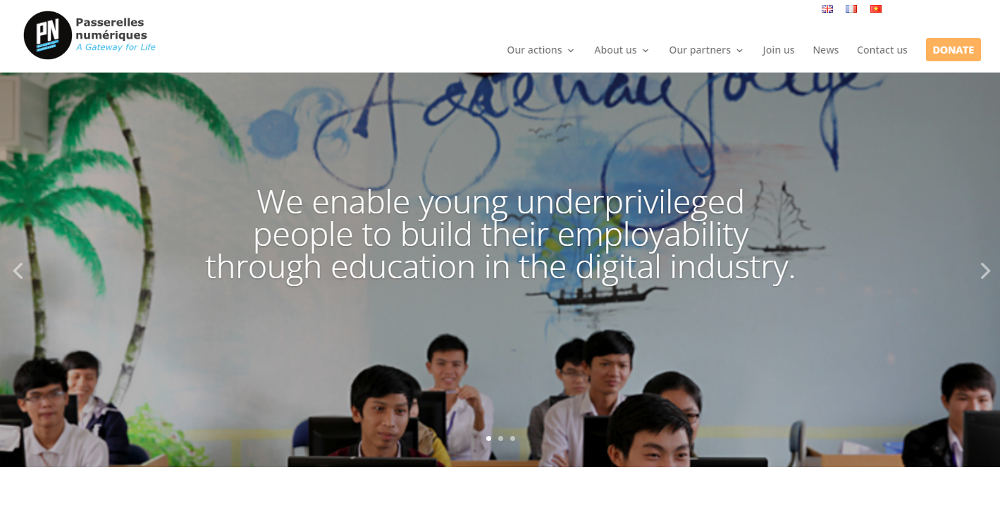 PN
Passerelles
numériques
A Gateway for Life
Our actions
About us
Our partners
Join us
News
Contact us
DONATE
A gateway for life
We enable young underprivileged
people to build their employability
through education in the digital industry.